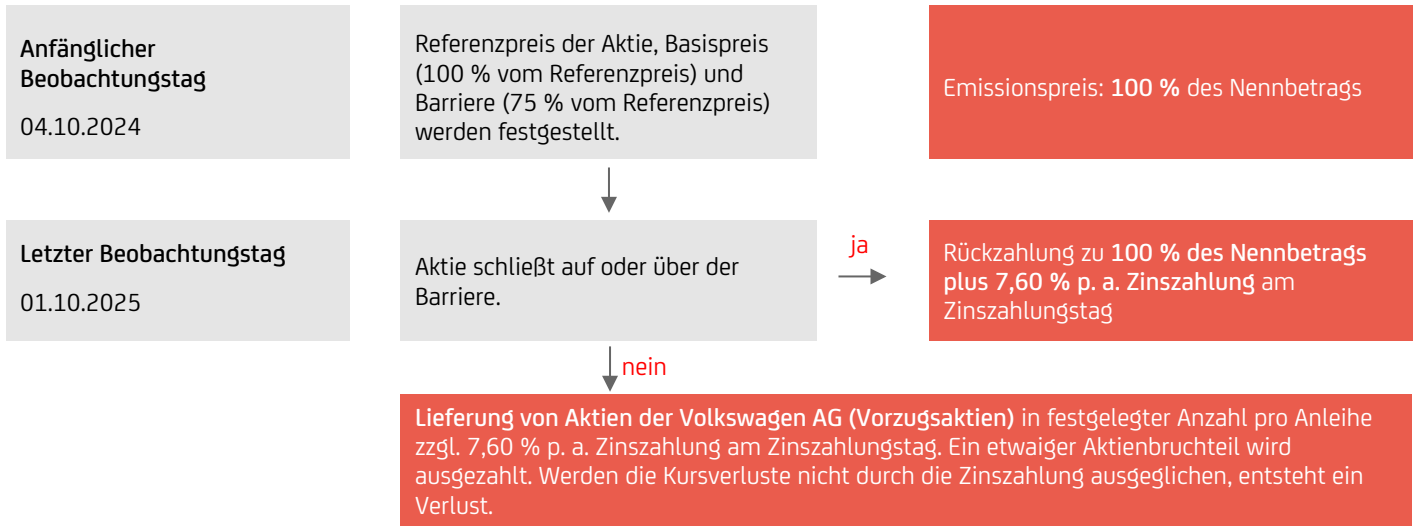 Anfänglicher
Beobachtungstag
04.10.2024
Referenzpreis der Aktie, Basispreis
(100 % vom Referenzpreis) und
Barriere (75 % vom Referenzpreis)
werden festgestellt.
Emissionspreis: 100 % des Nennbetrags
Letzter Beobachtungstag
01.10.2025
Aktie schließt auf oder über der
Barriere.
ja
Rückzahlung zu 100 % des Nennbetrags
plus 7,60 % p. a. Zinszahlung am
Zinszahlungstag
nein
Lieferung von Aktien der Volkswagen AG (Vorzugsaktien) in festgelegter Anzahl pro Anleihe
zzgl. 7,60 % p. a. Zinszahlung am Zinszahlungstag. Ein etwaiger Aktienbruchteil wird
ausgezahlt. Werden die Kursverluste nicht durch die Zinszahlung ausgeglichen, entsteht ein
Verlust.